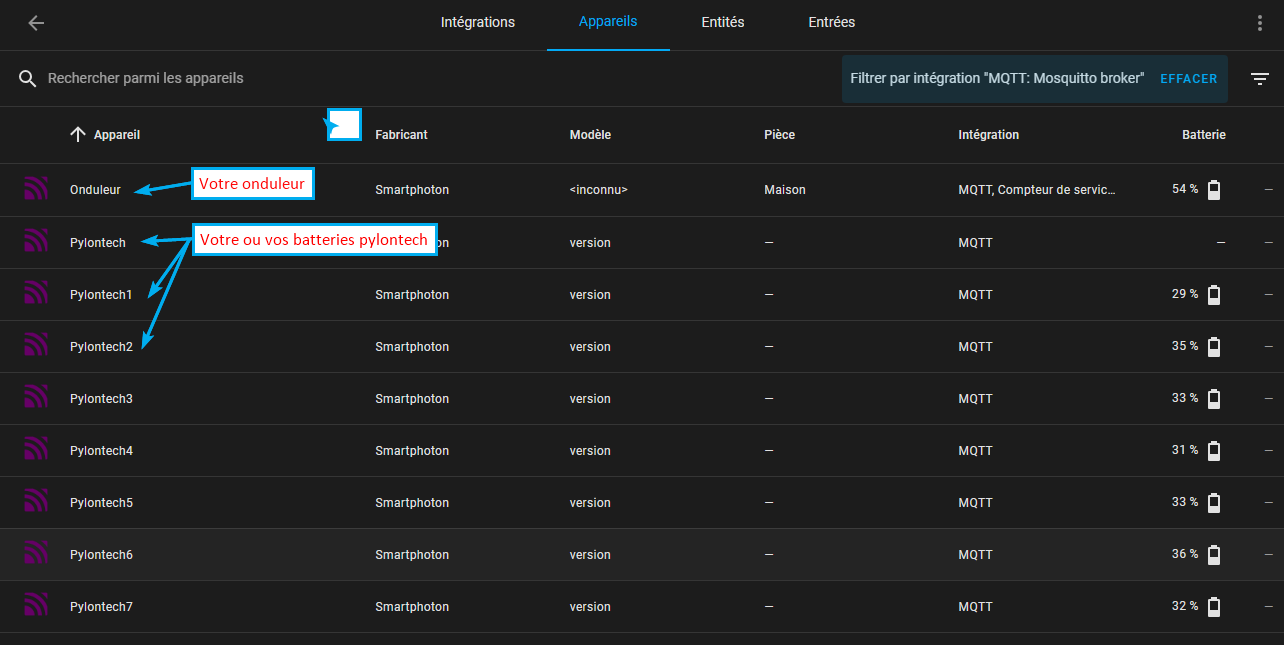 Intégrations Appareils Entités Entrées
Rechercher parmi les appareils Filtrer par intégration "MQTT: Mosquitto broker" EFFACER
Appareil Fabricant Modèle Pièce Intégration Batterie
Onduleur Votre onduleur Smartphoton <inconnu> Maison MQTT, Compteur de servic... 54 %
Pylontech Votre ou vos batteries pylontech version – MQTT –
Pylontech1 Smartphoton version – MQTT 29 %
Pylontech2 Smartphoton version – MQTT 35 %
Pylontech3 Smartphoton version – MQTT 33 %
Pylontech4 Smartphoton version – MQTT 31 %
Pylontech5 Smartphoton version – MQTT 33 %
Pylontech6 Smartphoton version – MQTT 36 %
Pylontech7 Smartphoton version – MQTT 32 %